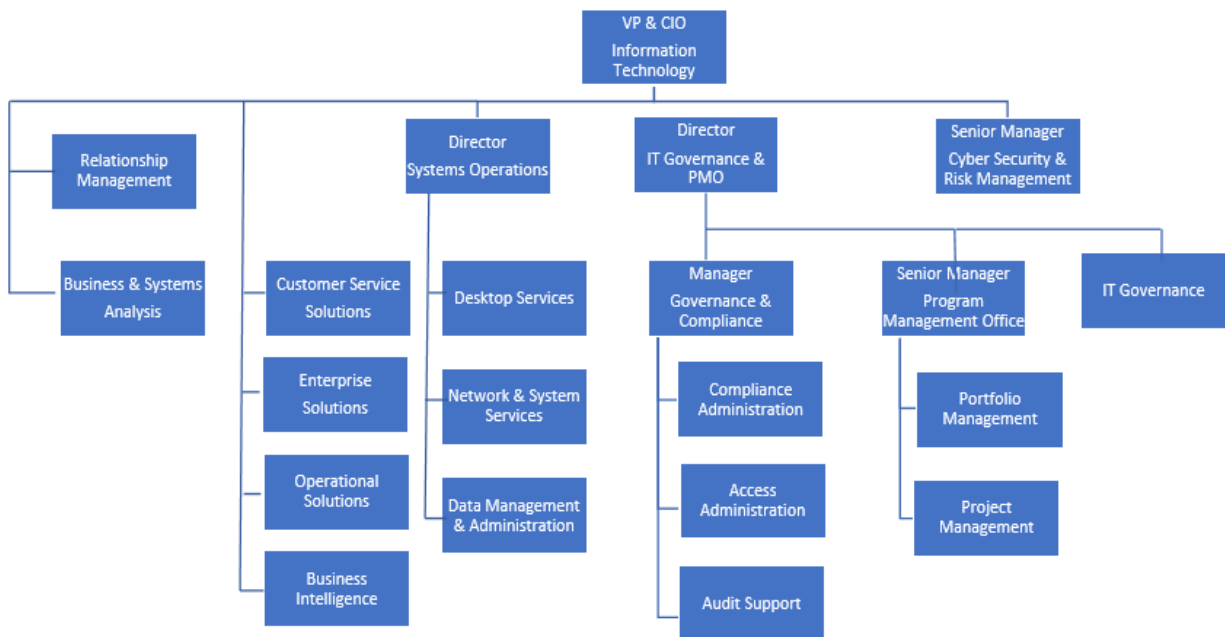 VP & CIO
Information
Technology
Relationship
Management
Business & Systems
Analysis
Customer Service
Solutions
Enterprise
Solutions
Operational
Solutions
Business
Intelligence
Director
Systems Operations
Desktop Services
Network & System
Services
Data Management
& Administration
Director
IT Governance &
PMO
Manager
Governance &
Compliance
Compliance
Administration
Access
Administration
Audit Support
Senior Manager
Program
Management Office
Portfolio
Management
Project
Management
IT Governance
Senior Manager
Cyber Security &
Risk Management